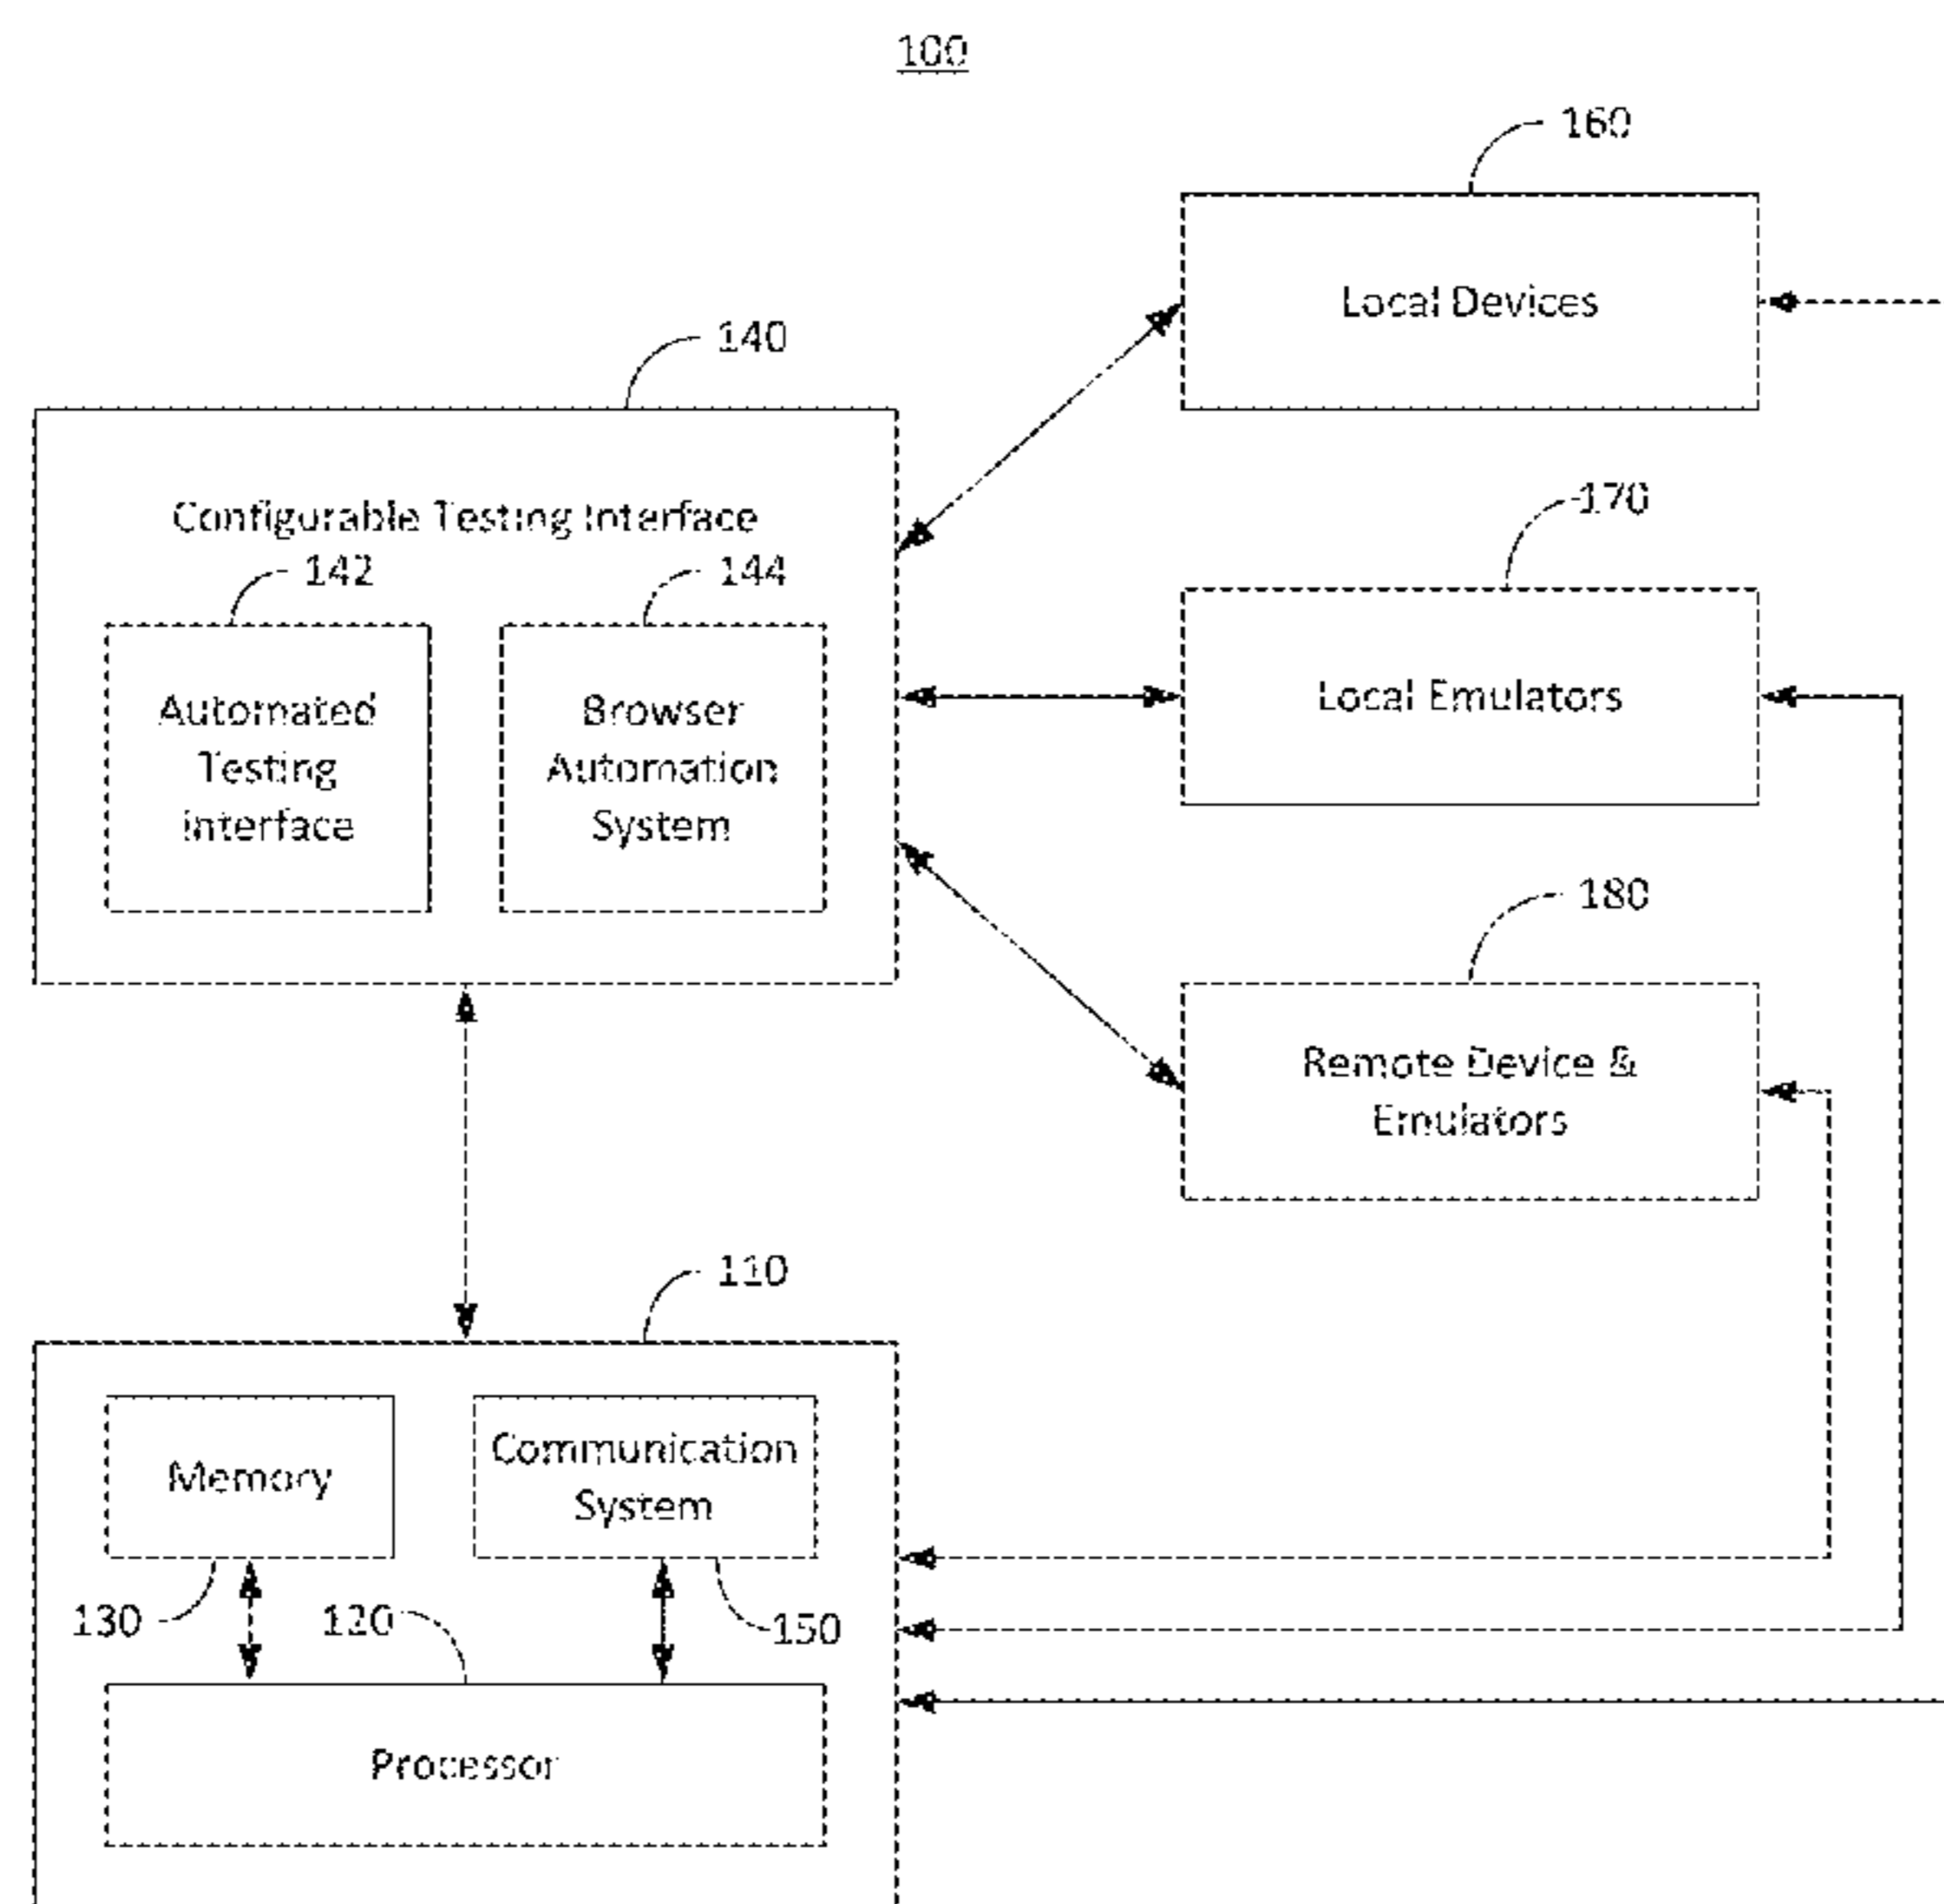 100
160
Local Devices
140
Configurable Testing Interface
142
144
Automated
Testing
Interface
Browser
Automation
System
170
Local Emulators
180
Remote Device &
Emulators
110
Memory
Communication
System
130
120
150
Processor